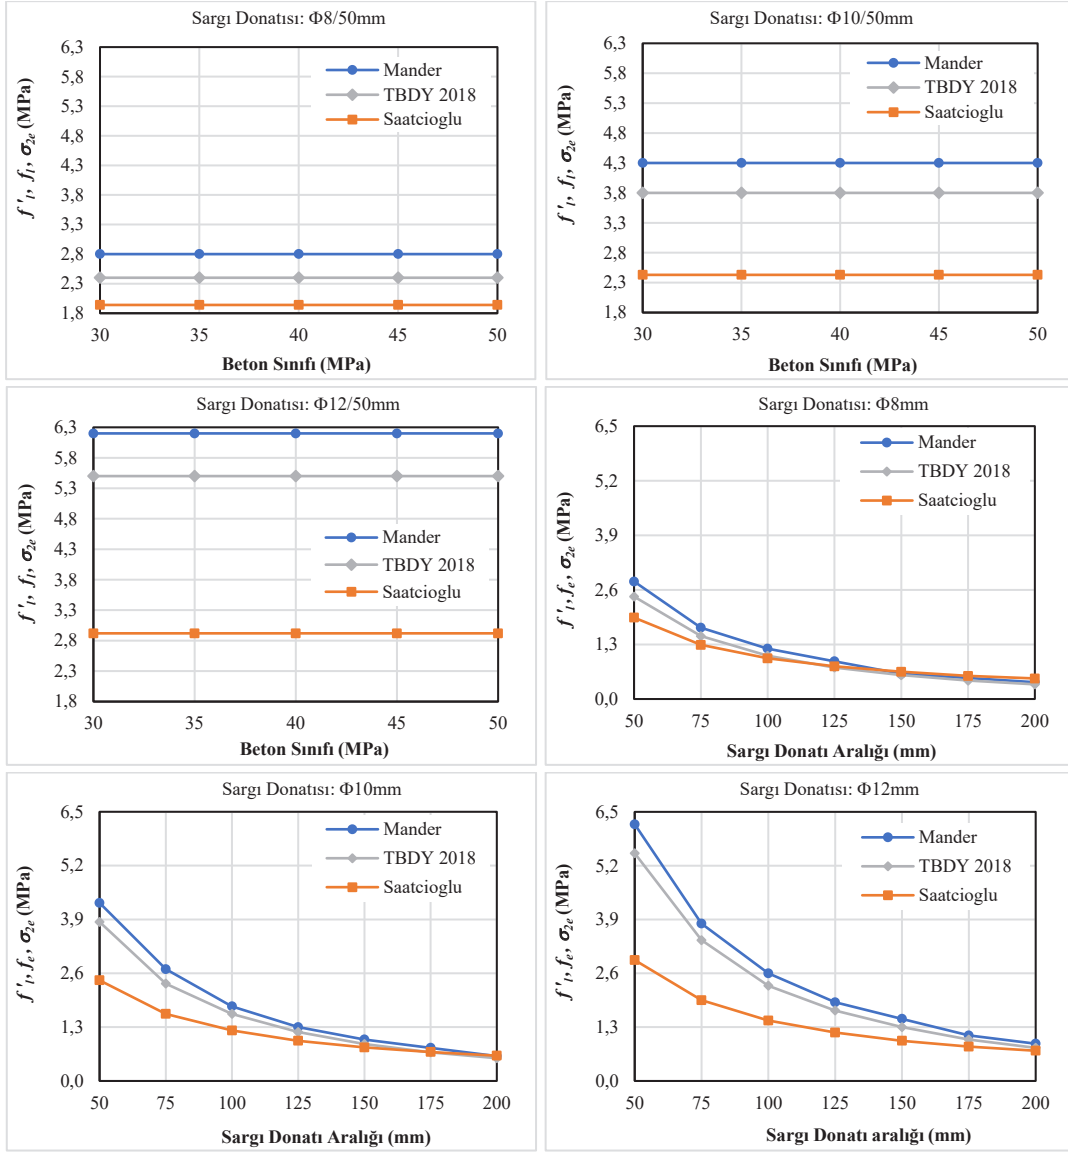 Sargı Donatısı: Φ8/50mm
f'l, fl, σ2e (MPa)
6,3
5,8
5,3
4,8
4,3
3,8
3,3
2,8
2,3
1,8
Mander
TBDY 2018
Saatcioglu
30 35 40 45 50
Beton Sınıfı (MPa)
Sargı Donatısı: Φ10/50mm
f'l, fl, σ2e (MPa)
6,3
5,8
5,3
4,8
4,3
3,8
3,3
2,8
2,3
1,8
Mander
TBDY 2018
Saatcioglu
30 35 40 45 50
Beton Sınıfı (MPa)
Sargı Donatısı: Φ12/50mm
f'l, fl, σ2e (MPa)
6,3
5,8
5,3
4,8
4,3
3,8
3,3
2,8
2,3
1,8
Mander
TBDY 2018
Saatcioglu
30 35 40 45 50
Beton Sınıfı (MPa)
Sargı Donatısı: Φ8mm
f'l, fe, σ2e (MPa)
6,5
5,2
3,9
2,6
1,3
0,0
Mander
TBDY 2018
Saatcioglu
50 75 100 125 150 175 200
Sargı Donatı Aralığı (mm)
Sargı Donatısı: Φ10mm
f'l, fe, σ2e (MPa)
6,5
5,2
3,9
2,6
1,3
0,0
Mander
TBDY 2018
Saatcioglu
50 75 100 125 150 175 200
Sargı Donatı Aralığı (mm)
Sargı Donatısı: Φ12mm
f'l, fe, σ2e (MPa)
6,5
5,2
3,9
2,6
1,3
0,0
Mander
TBDY 2018
Saatcioglu
50 75 100 125 150 175 200
Sargı Donatı aralığı (mm)